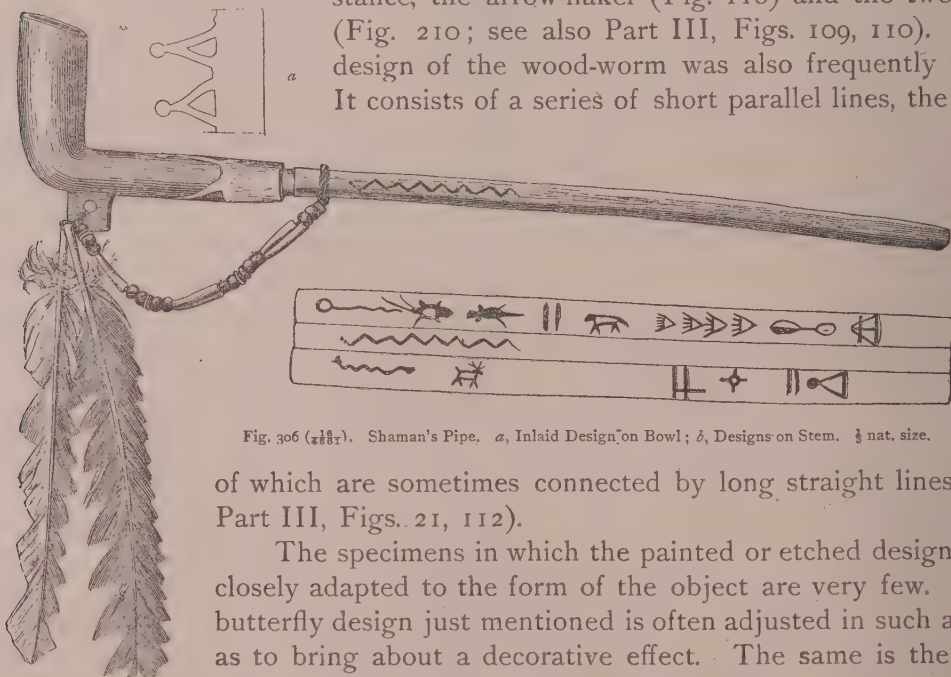 stance, the arrow-
(Fig. 210; see also Part III, Figs. 109, 110).
design of the wood-worm was also frequently
It consists of a series of short parallel lines, the
a
Fig. 306. Shaman's Pipe. a, Inlaid Design on Bowl; b, Designs on Stem. nat. size.
of which are sometimes connected by long straight lines
Part III, Figs. 21, 112).
The specimens in which the painted or etched design
closely adapted to the form of the object are very few.
butterfly design just mentioned is often adjusted in such a
as to bring about a decorative effect. The same is the